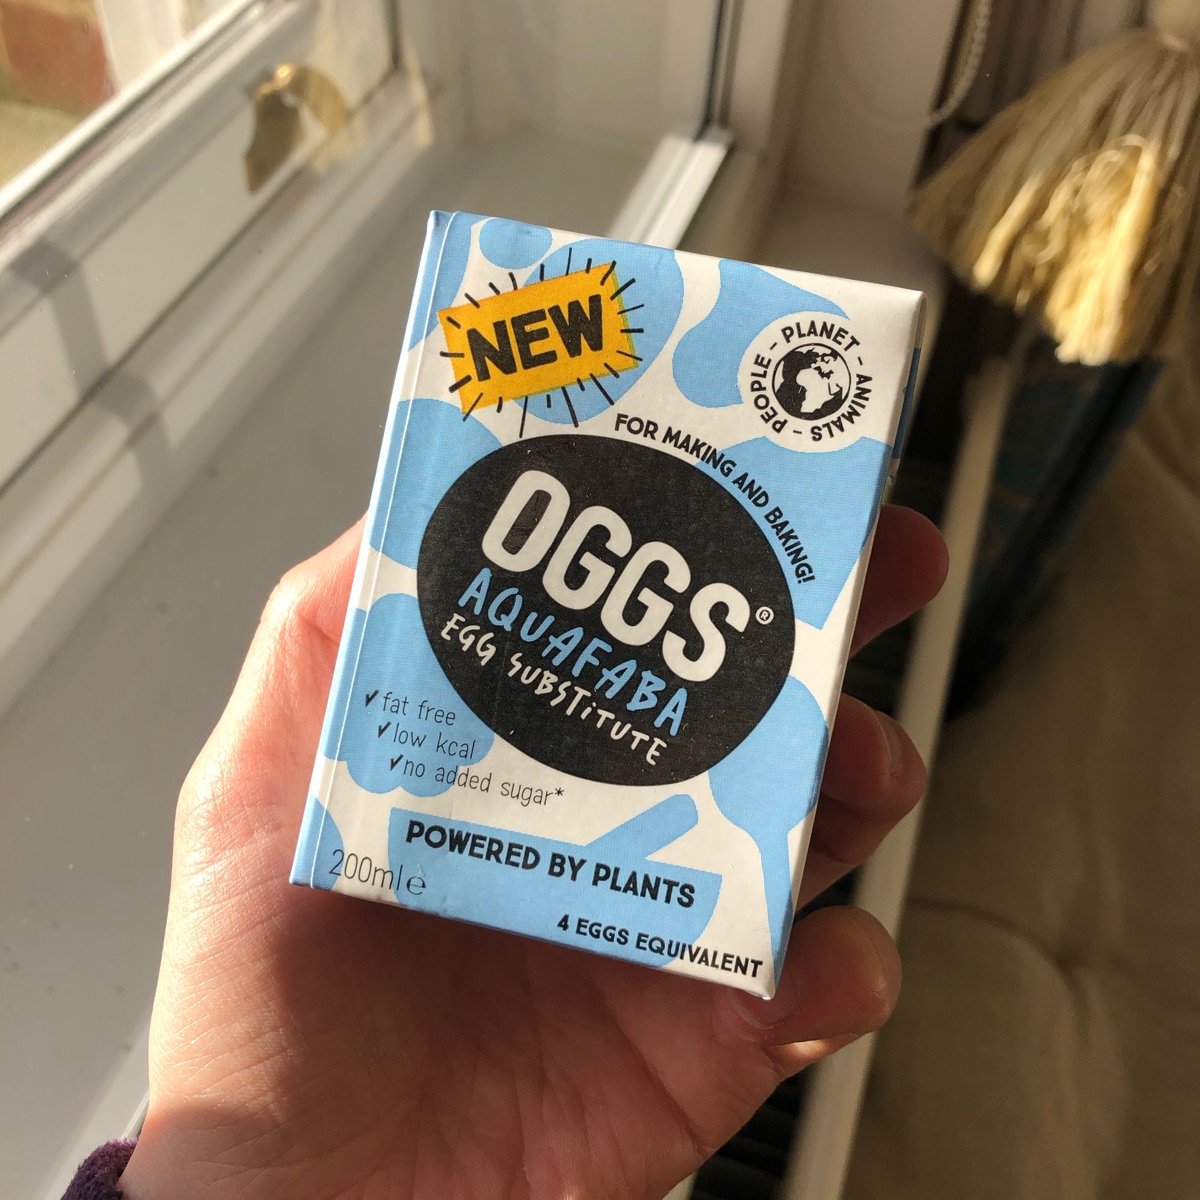 NEW
PEOPLE - PLANET - ANIMALS -
FOR MAKING AND BAKING!
OGGS®
AQUAFABA
EGG SUBSTITUTE
✓fat free
✓low kcal
✓no added sugar*
POWERED BY PLANTS
200ml℮
4 EGGS EQUIVALENT